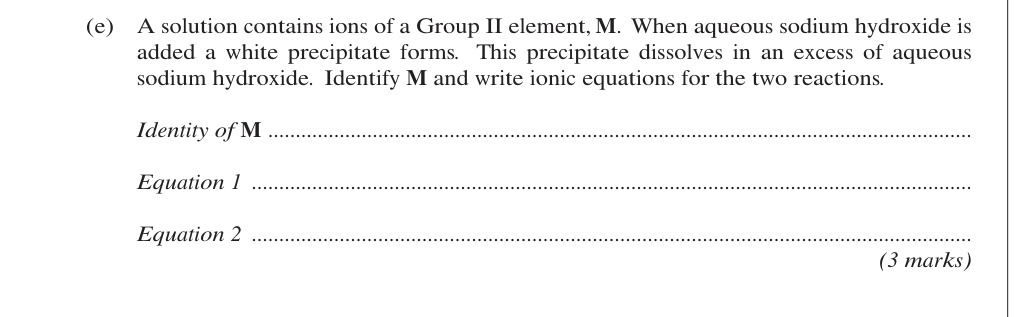 (e) A solution contains ions of a Group II element, M. When aqueous sodium hydroxide is
added a white precipitate forms. This precipitate dissolves in an excess of aqueous
sodium hydroxide. Identify M and write ionic equations for the two reactions.
Identity of M ................................................................................
Equation 1 ................................................................................
Equation 2 ................................................................................
(3 marks)